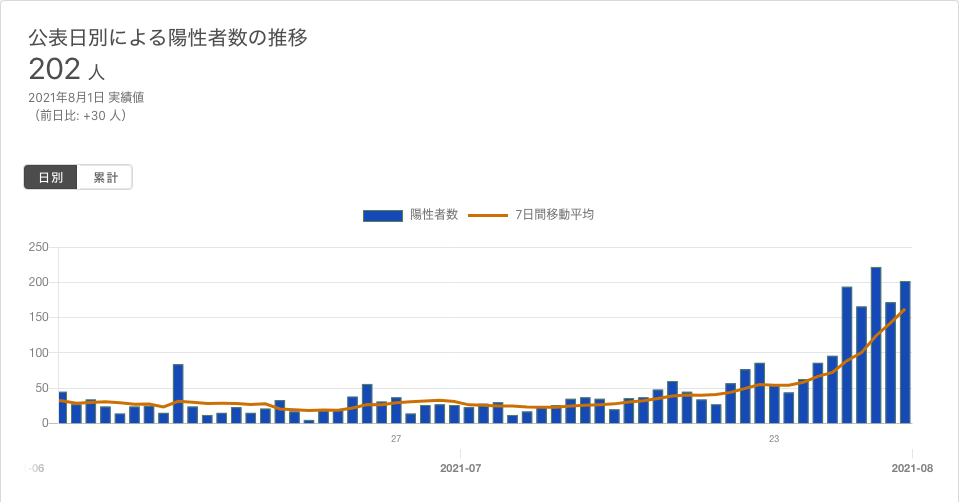 公表日別による陽性者数の推移
202 人
2021年8月1日 実績値
（前日比: +30 人）
日別 累計
陽性者数 7日間移動平均
250
200
150
100
50
0
27 23
-06 2021-07 2021-08